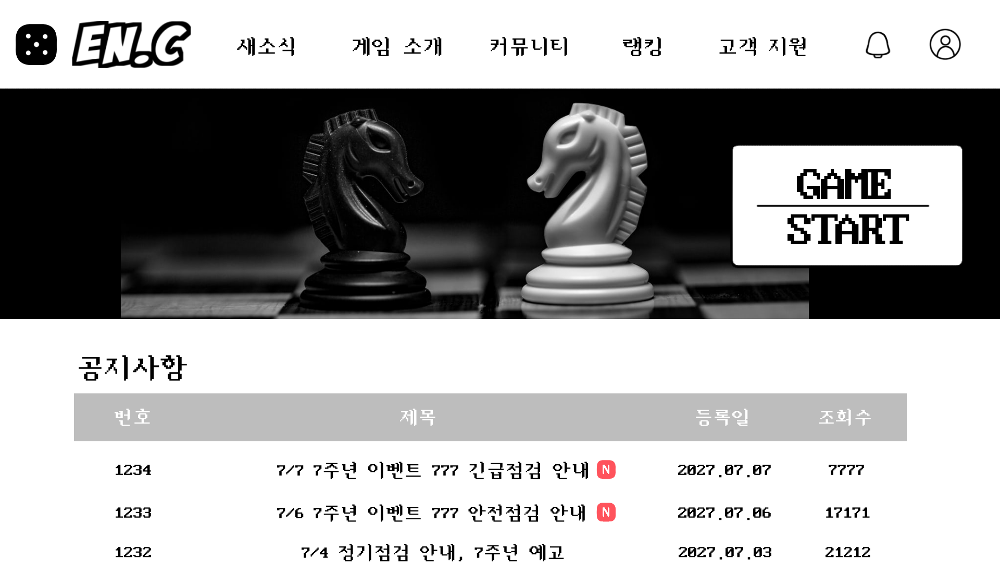 EN.C 새소식 게임 소개 커뮤니티 랭킹 고객 지원
GAME
START
공지사항
번호 제목 등록일 조회수
1234 7/7 7주년 이벤트 777 긴급점검 안내 N 2027.07.07 7777
1233 7/6 7주년 이벤트 777 안전점검 안내 N 2027.07.06 17171
1232 7/4 정기점검 안내, 7주년 예고 2027.07.03 21212